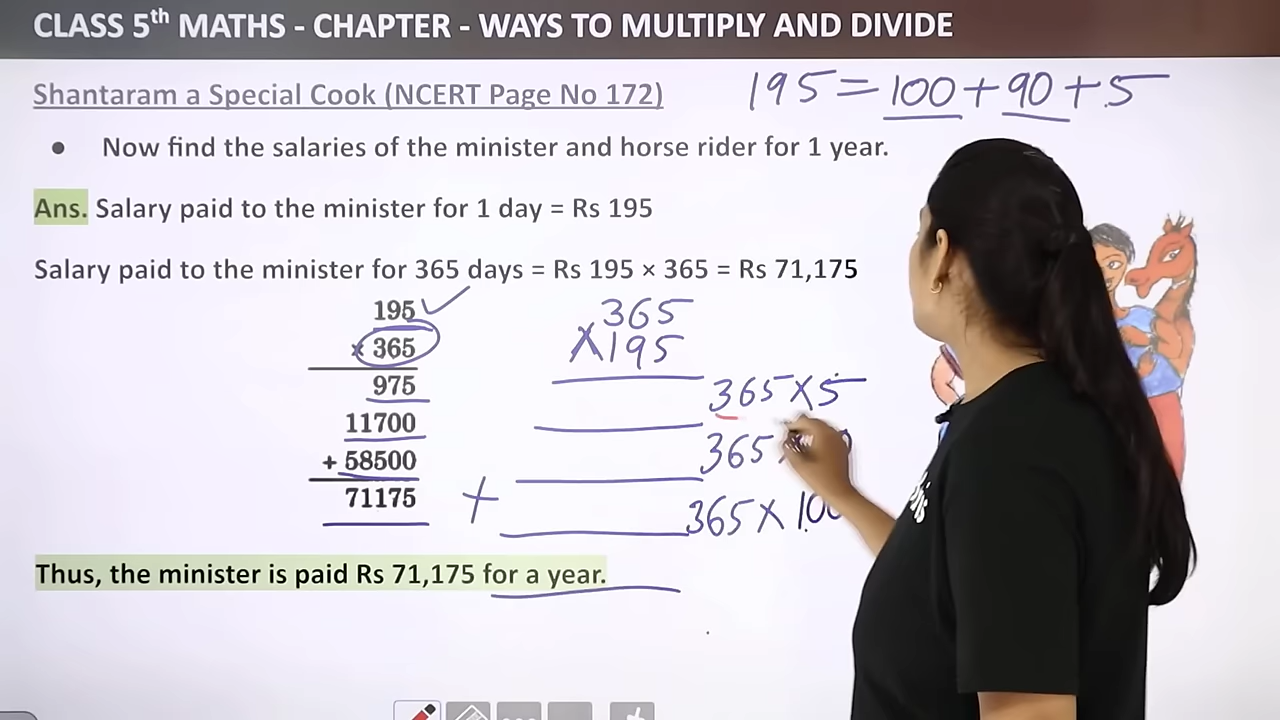 CLASS 5th MATHS - CHAPTER - WAYS TO MULTIPLY AND DIVIDE
Shantaram a Special Cook (NCERT Page No 172)
195 = 100 + 90 + 5
• Now find the salaries of the minister and horse rider for 1 year.
Ans. Salary paid to the minister for 1 day = Rs 195
Salary paid to the minister for 365 days = Rs 195 × 365 = Rs 71,175
195
× 365
975
11700
+ 58500
71175
365
× 195
365 × 5
365
+
365 × 100
Thus, the minister is paid Rs 71,175 for a year.